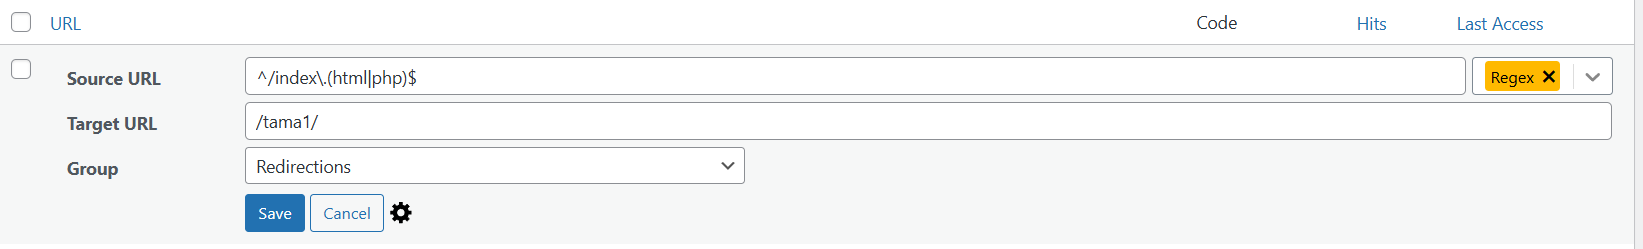 URL Code Hits Last Access
Source URL ^/index\.(html|php)$ Regex
Target URL /tama1/
Group Redirections
Save Cancel